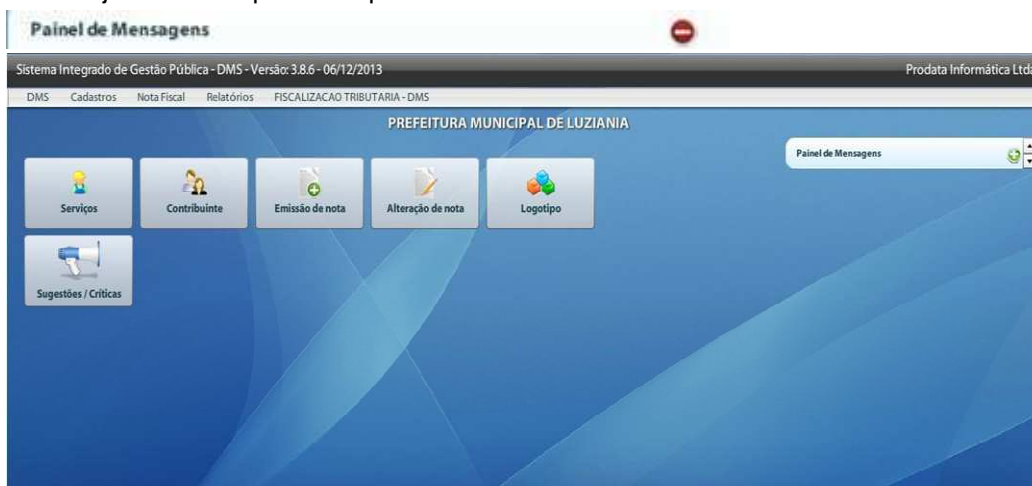 Painel de Mensagens
Sistema Integrado de Gestão Pública - DMS - Versão: 3.8.6 - 06/12/2013 Prodata Informática Ltda
DMS Cadastros Nota Fiscal Relatórios FISCALIZACAO TRIBUTARIA - DMS
PREFEITURA MUNICIPAL DE LUZIANIA
Painel de Mensagens
Serviços Contribuinte Emissão de nota Alteração de nota Logotipo
Sugestões / Críticas